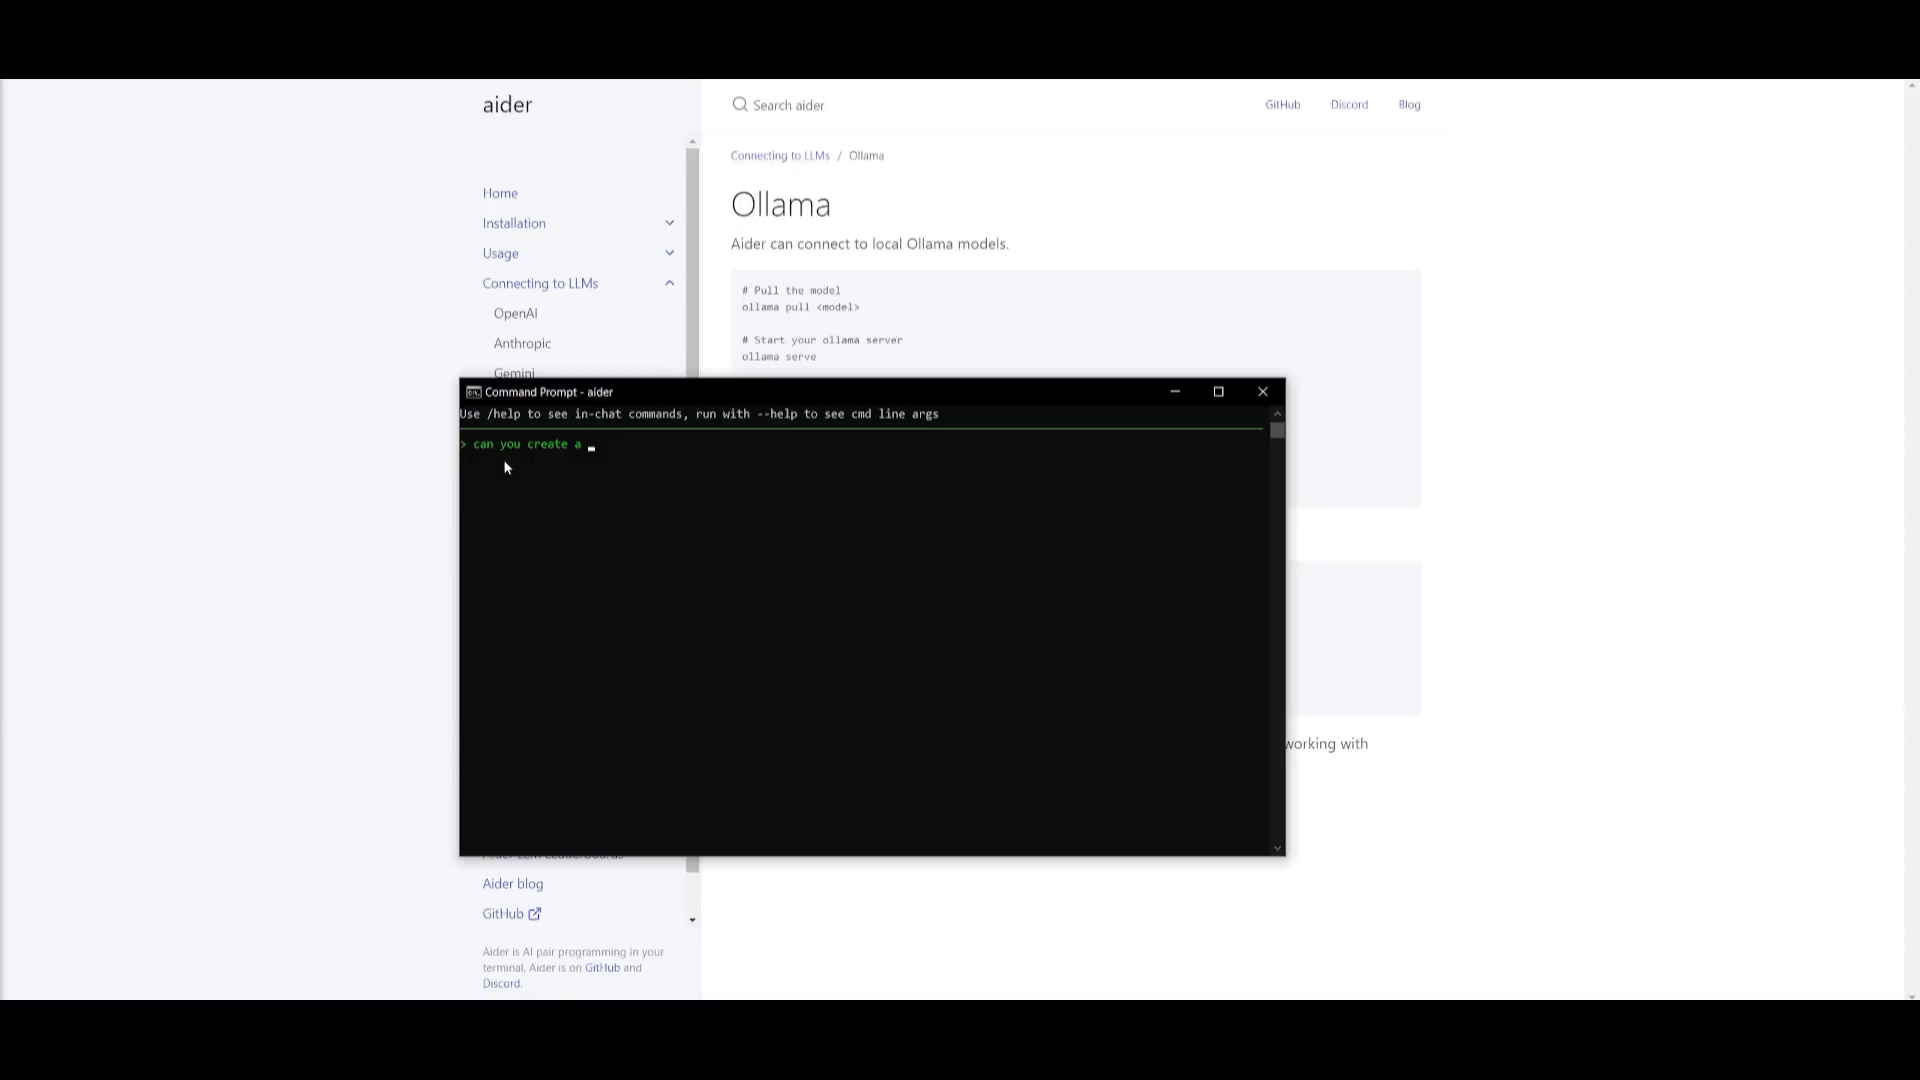 aider
Search aider
GitHub
Discord
Blog
Connecting to LLMs / Ollama
Home
Installation
Usage
Connecting to LLMs
OpenAI
Anthropic
Gemini
Ollama
Aider can connect to local Ollama models.
# Pull the model
ollama pull <model>
# Start your ollama server
ollama serve
Command Prompt - aider
Use /help to see in-chat commands, run with --help to see cmd line args
> can you create a
working with
Aider blog
GitHub
Aider is AI pair programming in your
terminal. Aider is on GitHub and
Discord.